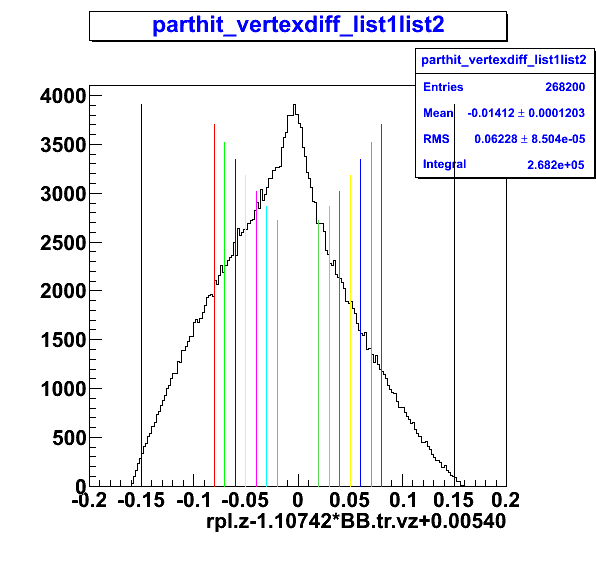 parthit_vertexdiff_list1list2
parthit_vertexdiff_list1list2
Entries 268200
Mean -0.01412 ± 0.0001203
RMS 0.06228 ± 8.504e-05
Integral 2.682e+05
4000
3500
3000
2500
2000
1500
1000
500
0
-0.2 -0.15 -0.1 -0.05 0 0.05 0.1 0.15 0.2
rpl.z-1.10742*BB.tr.vz+0.00540